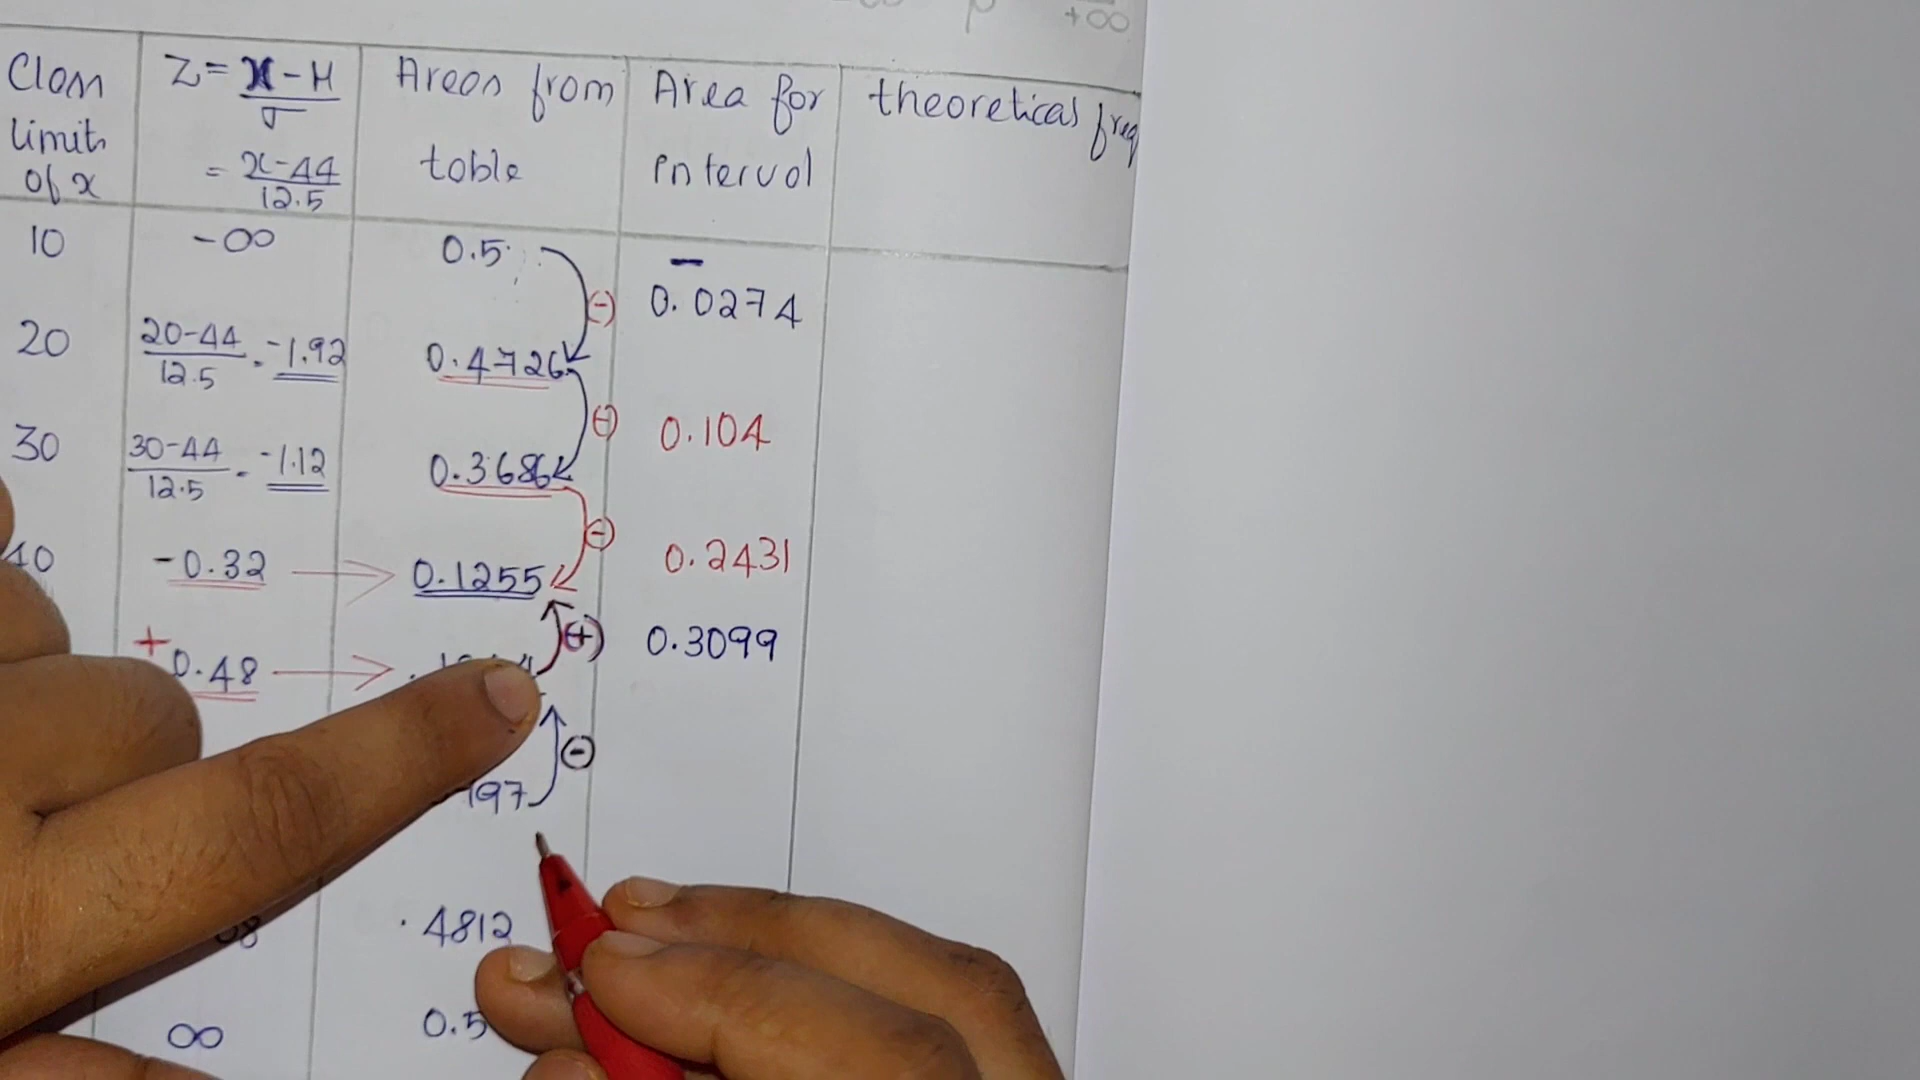 +∞
Class limits of x
Z = x-μ / σ = x-44 / 12.5
Areas from table
Area for interval
theoretical freq
10 -∞ 0.5 -
(-) 0.0274
20 20-44 / 12.5 = -1.92 0.4726
(-) 0.104
30 30-44 / 12.5 = -1.12 0.3686
(-) 0.2431
40 -0.32 → 0.1255
(+) 0.3099
+0.48 →
(-)
197
.4812
∞ 0.5